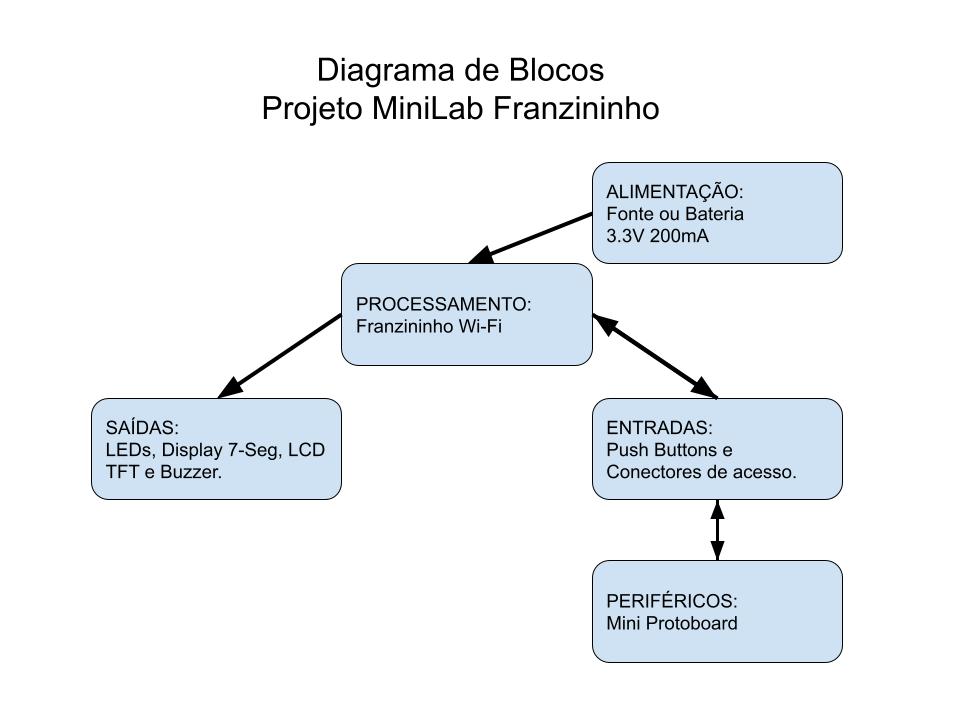 Diagrama de Blocos
Projeto MiniLab Franzininho
ALIMENTAÇÃO:
Fonte ou Bateria
3.3V 200mA
PROCESSAMENTO:
Franzininho Wi-Fi
SAÍDAS:
LEDs, Display 7-Seg, LCD
TFT e Buzzer.
ENTRADAS:
Push Buttons e
Conectores de acesso.
PERIFÉRICOS:
Mini Protoboard